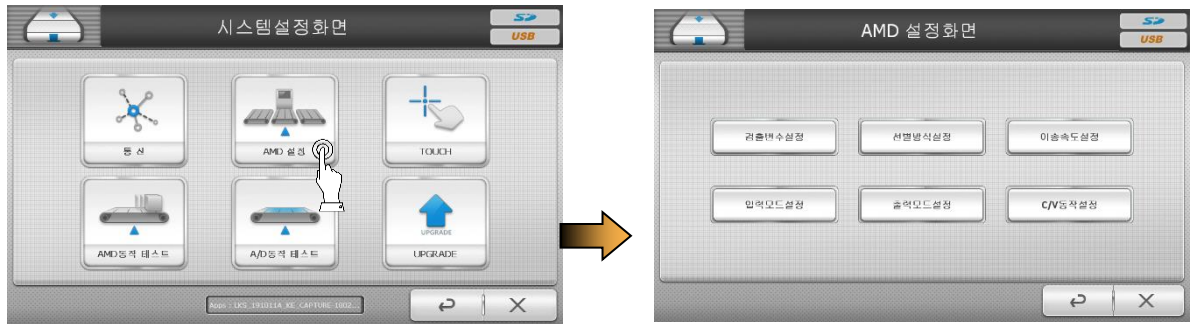 시스템설정화면
SD
USB
통 신
AMD 설정
TOUCH
AMD동작 테스트
A/D동작 테스트
UPGRADE
UPGRADE
AMD 설정화면
SD
USB
검출변수설정
선별방식설정
이송속도설정
입력모드설정
출력모드설정
C/V동작설정